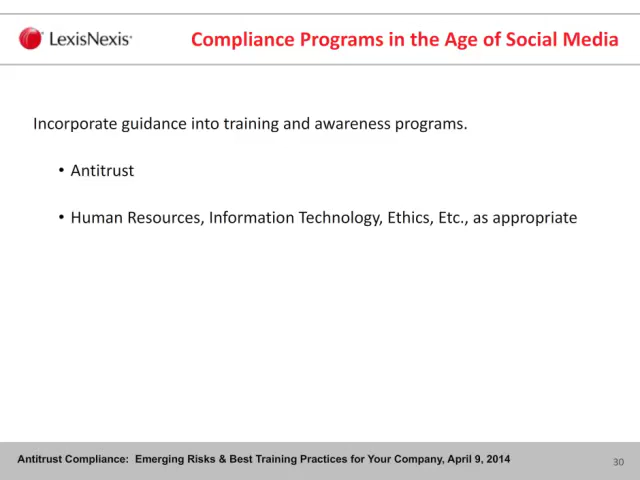 LexisNexis®
Compliance Programs in the Age of Social Media
Incorporate guidance into training and awareness programs.
• Antitrust
• Human Resources, Information Technology, Ethics, Etc., as appropriate
Antitrust Compliance:  Emerging Risks & Best Training Practices for Your Company, April 9, 2014
30